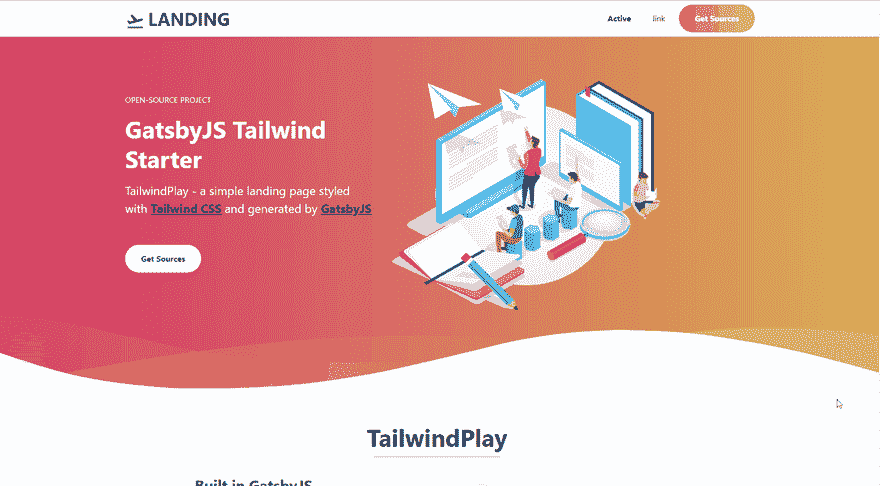 LANDING
Active link Get Sources
OPEN-SOURCE PROJECT
GatsbyJS Tailwind
Starter
TailwindPlay - a simple landing page styled
with Tailwind CSS and generated by GatsbyJS
Get Sources
TailwindPlay
Built in GatsbyJS